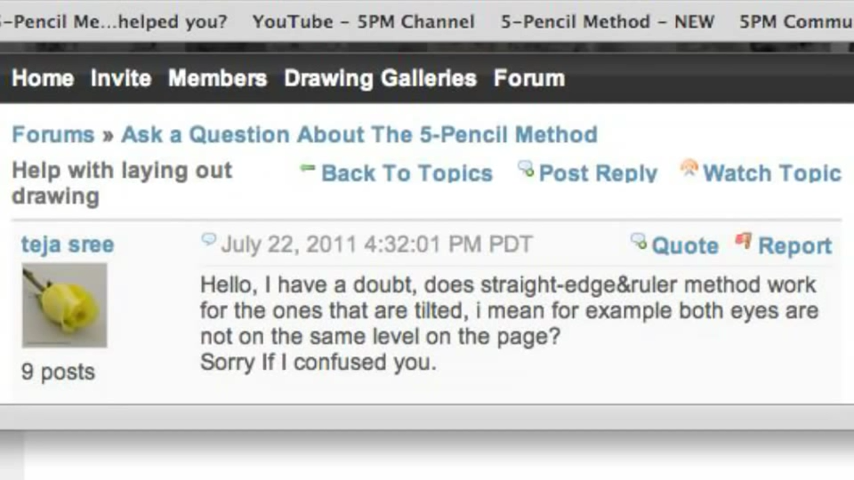 5-Pencil Me...helped you? YouTube - 5PM Channel 5-Pencil Method - NEW 5PM Commu
Home Invite Members Drawing Galleries Forum
Forums » Ask a Question About The 5-Pencil Method
Help with laying out
drawing
Back To Topics Post Reply Watch Topic
teja sree
July 22, 2011 4:32:01 PM PDT Quote Report
Hello, I have a doubt, does straight-edge&ruler method work
for the ones that are tilted, i mean for example both eyes are
not on the same level on the page?
Sorry If I confused you.
9 posts